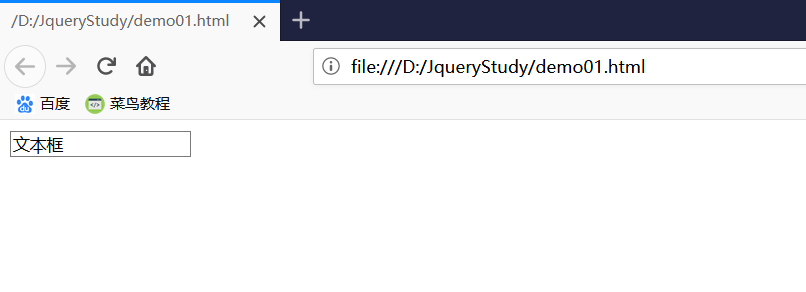 /D:/JqueryStudy/demo01.html
file:///D:/JqueryStudy/demo01.html
百度 菜鸟教程
文本框